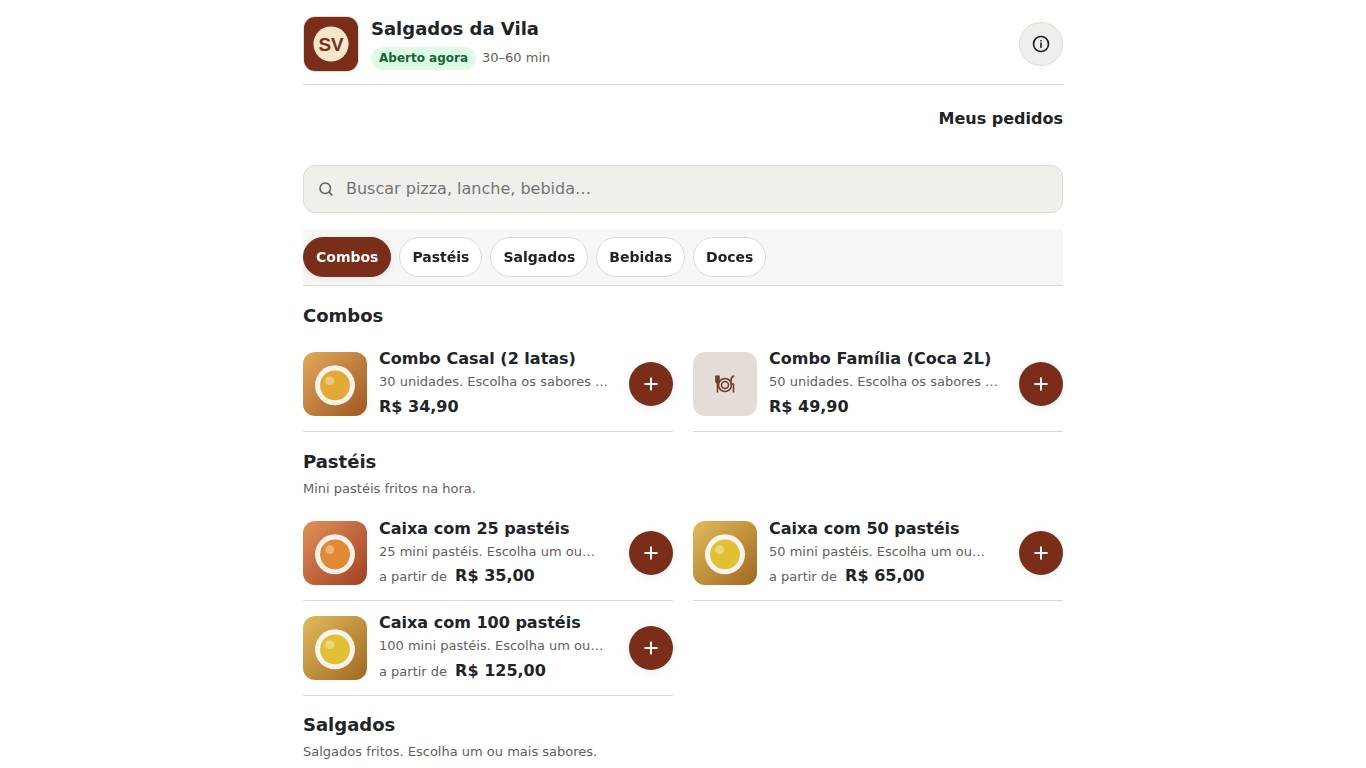 SV
Salgados da Vila
Aberto agora 30–60 min
Meus pedidos
Buscar pizza, lanche, bebida…
Combos Pastéis Salgados Bebidas Doces
Combos
Combo Casal (2 latas)
30 unidades. Escolha os sabores …
R$ 34,90
Combo Família (Coca 2L)
50 unidades. Escolha os sabores …
R$ 49,90
Pastéis
Mini pastéis fritos na hora.
Caixa com 25 pastéis
25 mini pastéis. Escolha um ou…
a partir de R$ 35,00
Caixa com 50 pastéis
50 mini pastéis. Escolha um ou…
a partir de R$ 65,00
Caixa com 100 pastéis
100 mini pastéis. Escolha um ou…
a partir de R$ 125,00
Salgados
Salgados fritos. Escolha um ou mais sabores.